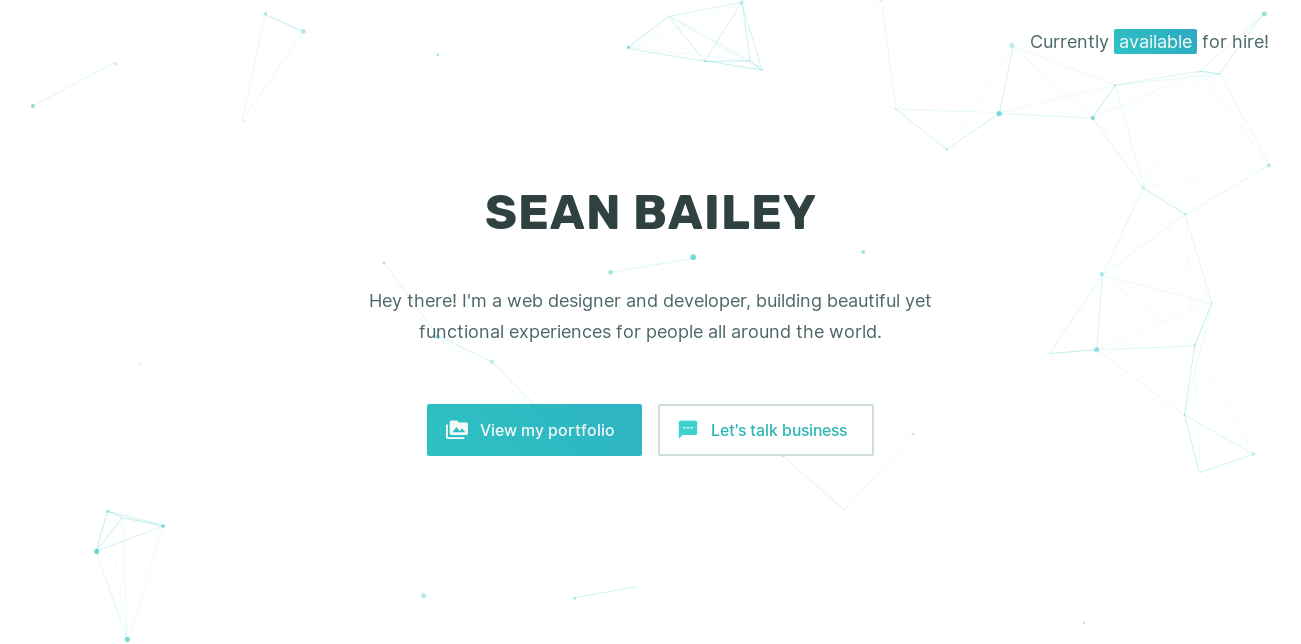 Currently available for hire!
SEAN BAILEY
Hey there! I'm a web designer and developer, building beautiful yet
functional experiences for people all around the world.
View my portfolio
Let's talk business